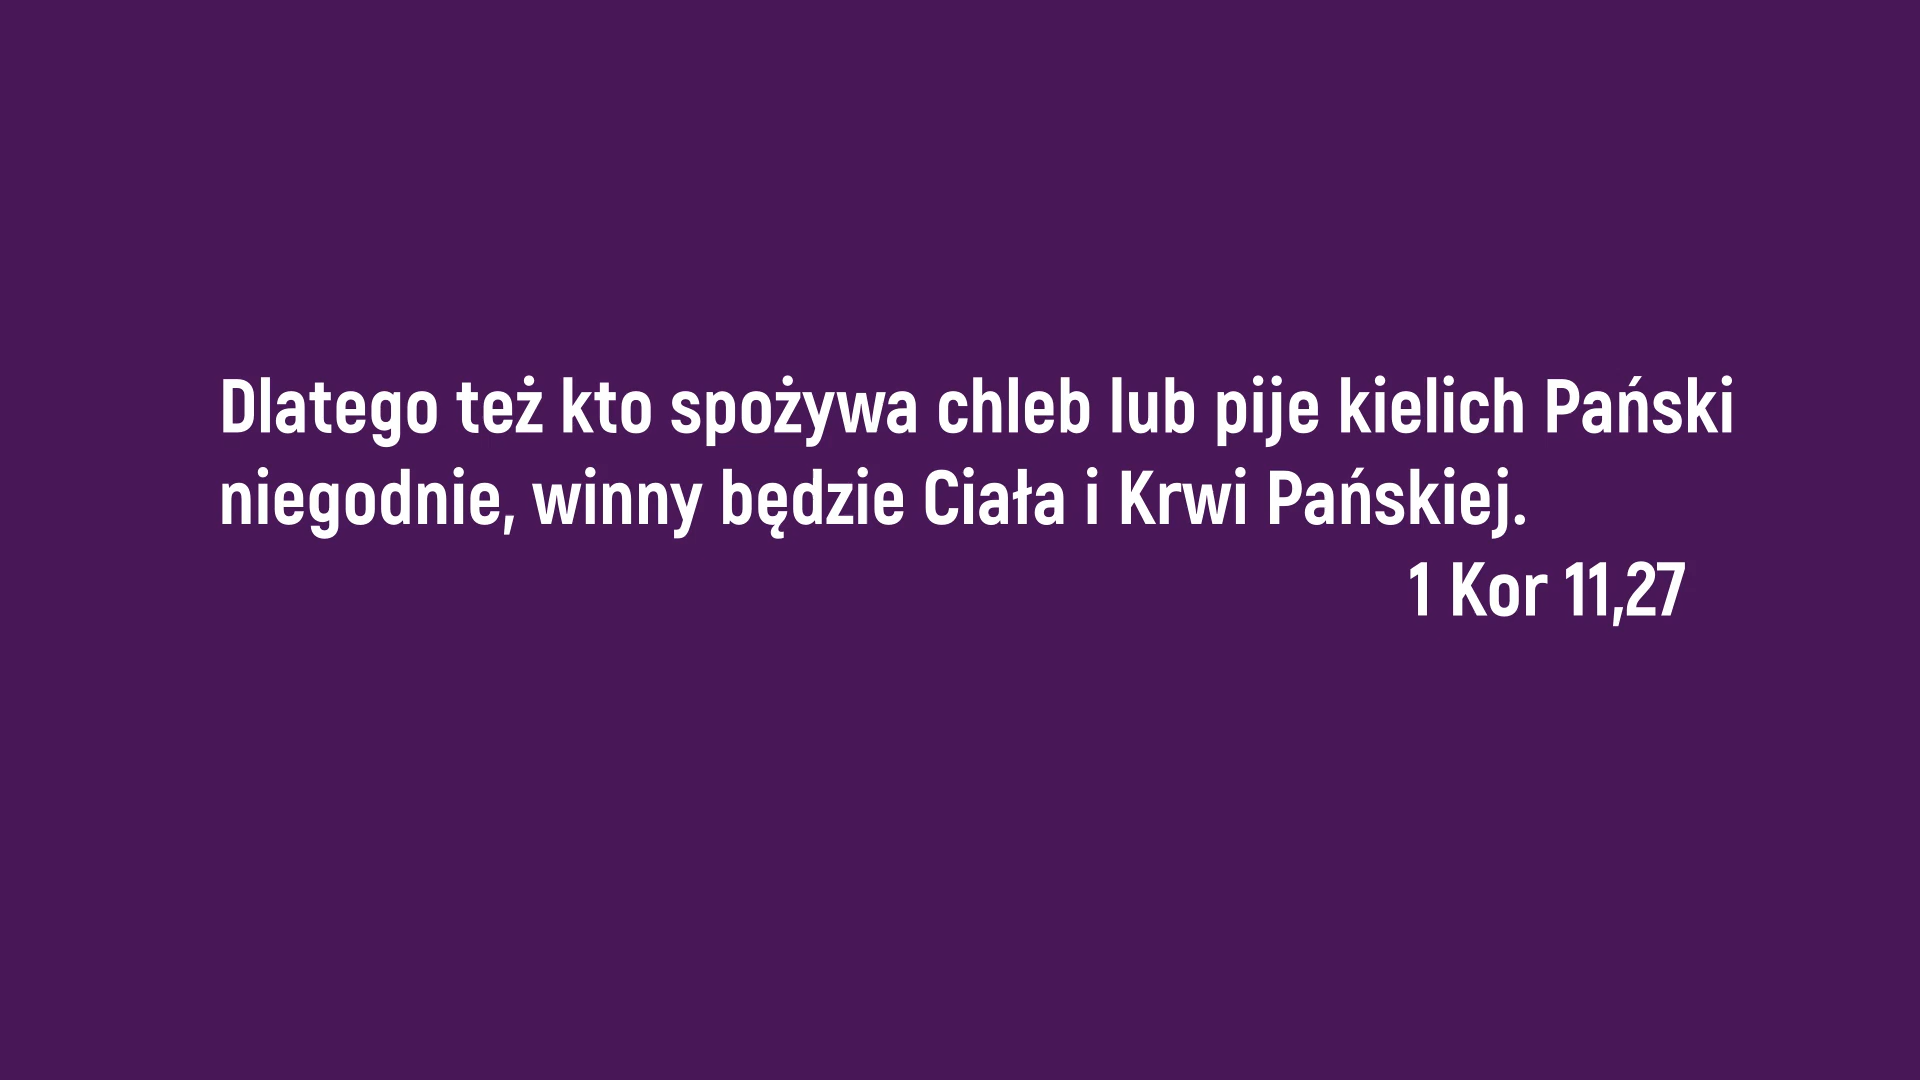 Dlatego też kto spożywa chleb lub pije kielich Pański
niegodnie, winny będzie Ciała i Krwi Pańskiej.
1 Kor 11,27